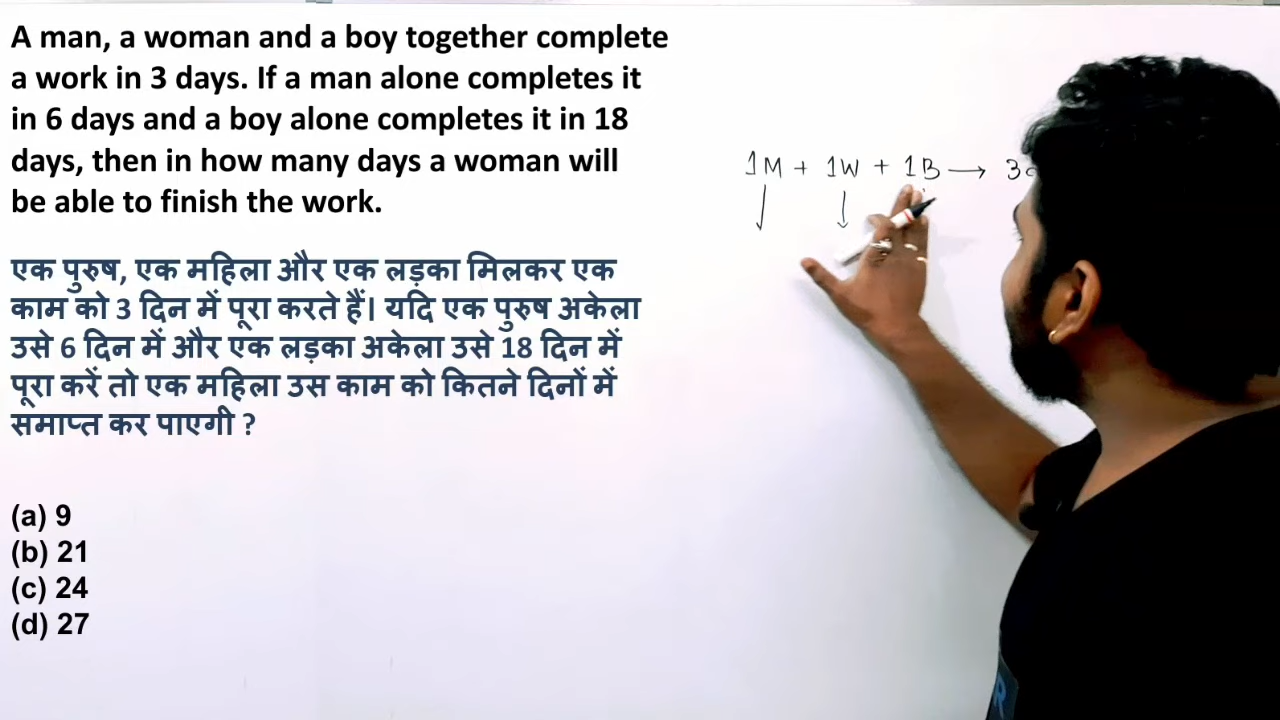 A man, a woman and a boy together complete
a work in 3 days. If a man alone completes it
in 6 days and a boy alone completes it in 18
days, then in how many days a woman will
be able to finish the work.
एक पुरुष, एक महिला और एक लड़का मिलकर एक
काम को 3 दिन में पूरा करते हैं। यदि एक पुरुष अकेला
उसे 6 दिन में और एक लड़का अकेला उसे 18 दिन में
पूरा करें तो एक महिला उस काम को कितने दिनों में
समाप्त कर पाएगी ?
(a) 9
(b) 21
(c) 24
(d) 27
1M + 1W + 1B → 3